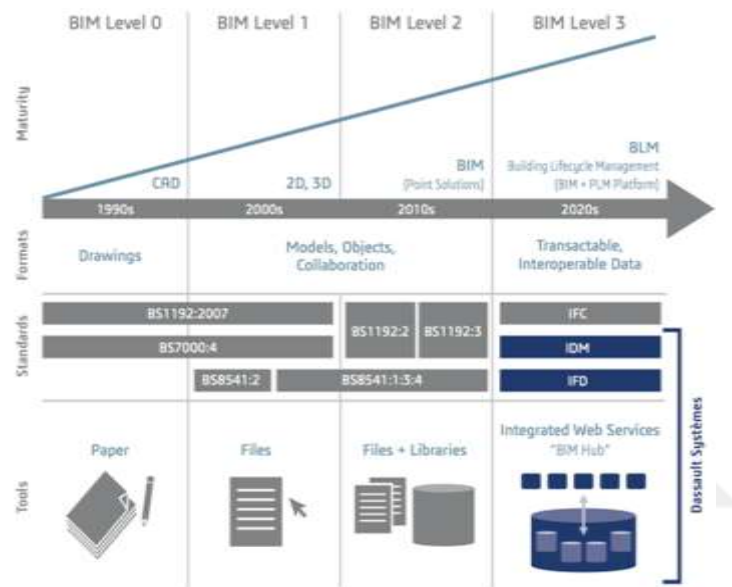 BIM Level 0
BIM Level 1
BIM Level 2
BIM Level 3
Maturity
CAD
2D, 3D
BIM
(Point Solutions)
BLM
Building Lifecycle Management
(BIM + PLM Platform)
1990s
2000s
2010s
2020s
Formats
Drawings
Models, Objects,
Collaboration
Transactable,
Interoperable Data
Standards
BS1192:2007
BS1192:2
BS1192:3
IFC
BS7000:4
IDM
BS8541:2
BS8541:1:3:4
IFD
Dassault Systèmes
Tools
Paper
Files
Files + Libraries
Integrated Web Services
"BIM Hub"